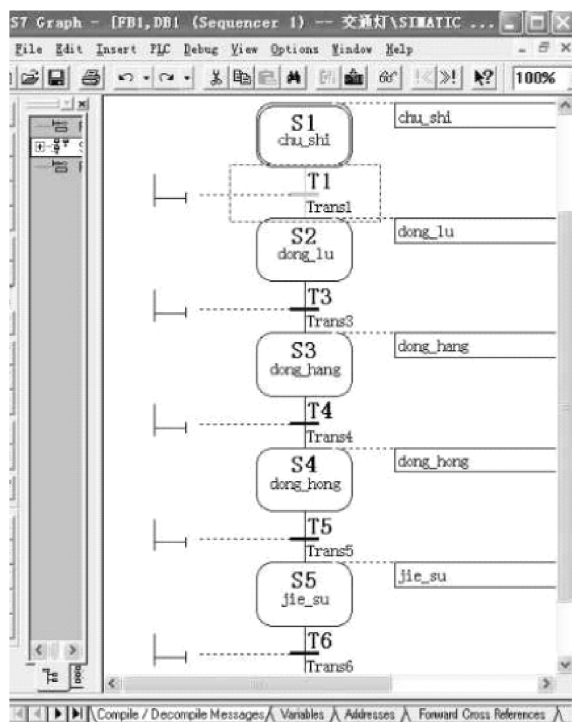 S7 Graph - [FB1,DB1 (Sequencer 1) -- 交通灯\SIMATIC ...
File Edit Insert PLC Debug View Options Window Help
100%
S1
chu_shi
chu_shi
T1
Trans1
S2
dong_lu
dong_lu
T3
Trans3
S3
dong_hang
dong_hang
T4
Trans4
S4
dong_hong
dong_hong
T5
Trans5
S5
jie_su
jie_su
T6
Trans6
Compile / Decompile Messages Variables Addresses Forward Cross References